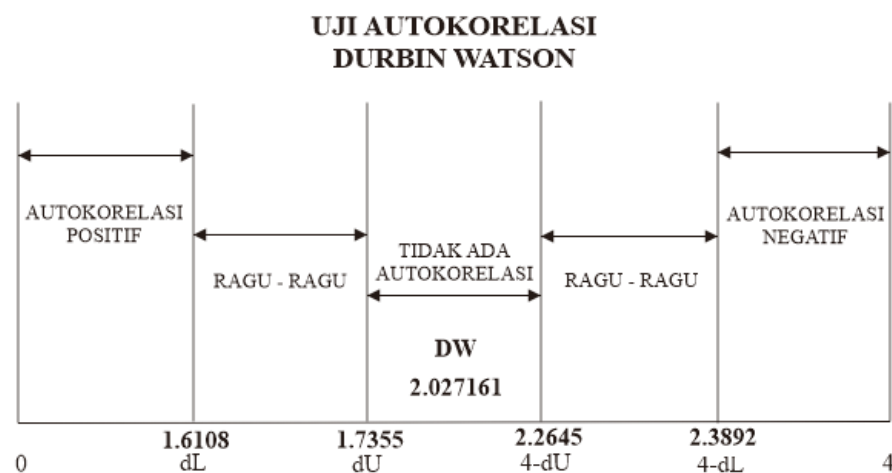 UJI AUTOKORELASI
DURBIN WATSON
AUTOKORELASI
POSITIF
RAGU - RAGU
TIDAK ADA
AUTOKORELASI
RAGU - RAGU
AUTOKORELASI
NEGATIF
DW
2.027161
1.6108 1.7355 2.2645 2.3892
0 dL dU 4-dU 4-dL 4